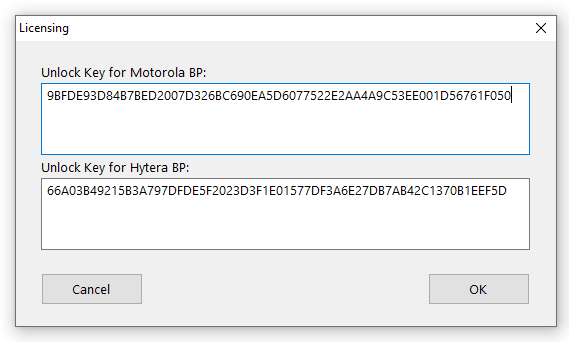 Licensing
Unlock Key for Motorola BP:
9BFDE93D84B7BED2007D326BC690EA5D6077522E2AA4A9C53EE001D56761F050
Unlock Key for Hytera BP:
66A03B49215B3A797DFDE5F2023D3F1E01577DF3A6E27DB7AB42C1370B1EEF5D
Cancel
OK